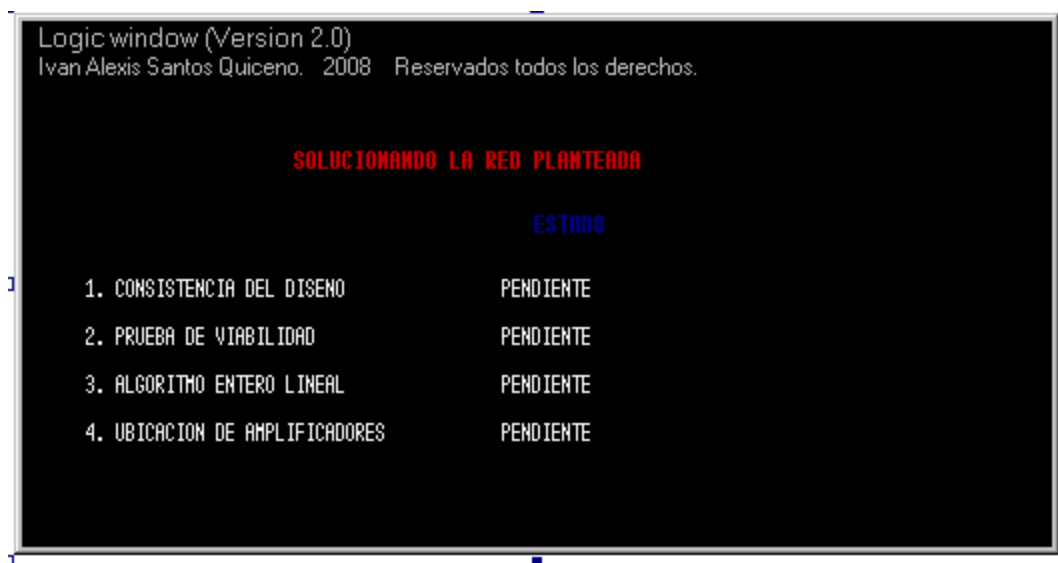 Logic window (Version 2.0)
Ivan Alexis Santos Quiceno. 2008 Reservados todos los derechos.
SOLUCIONANDO LA RED PLANTEADA
ESTADO
1. CONSISTENCIA DEL DISENO PENDIENTE
2. PRUEBA DE VIABILIDAD PENDIENTE
3. ALGORITMO ENTERO LINEAL PENDIENTE
4. UBICACION DE AMPLIFICADORES PENDIENTE